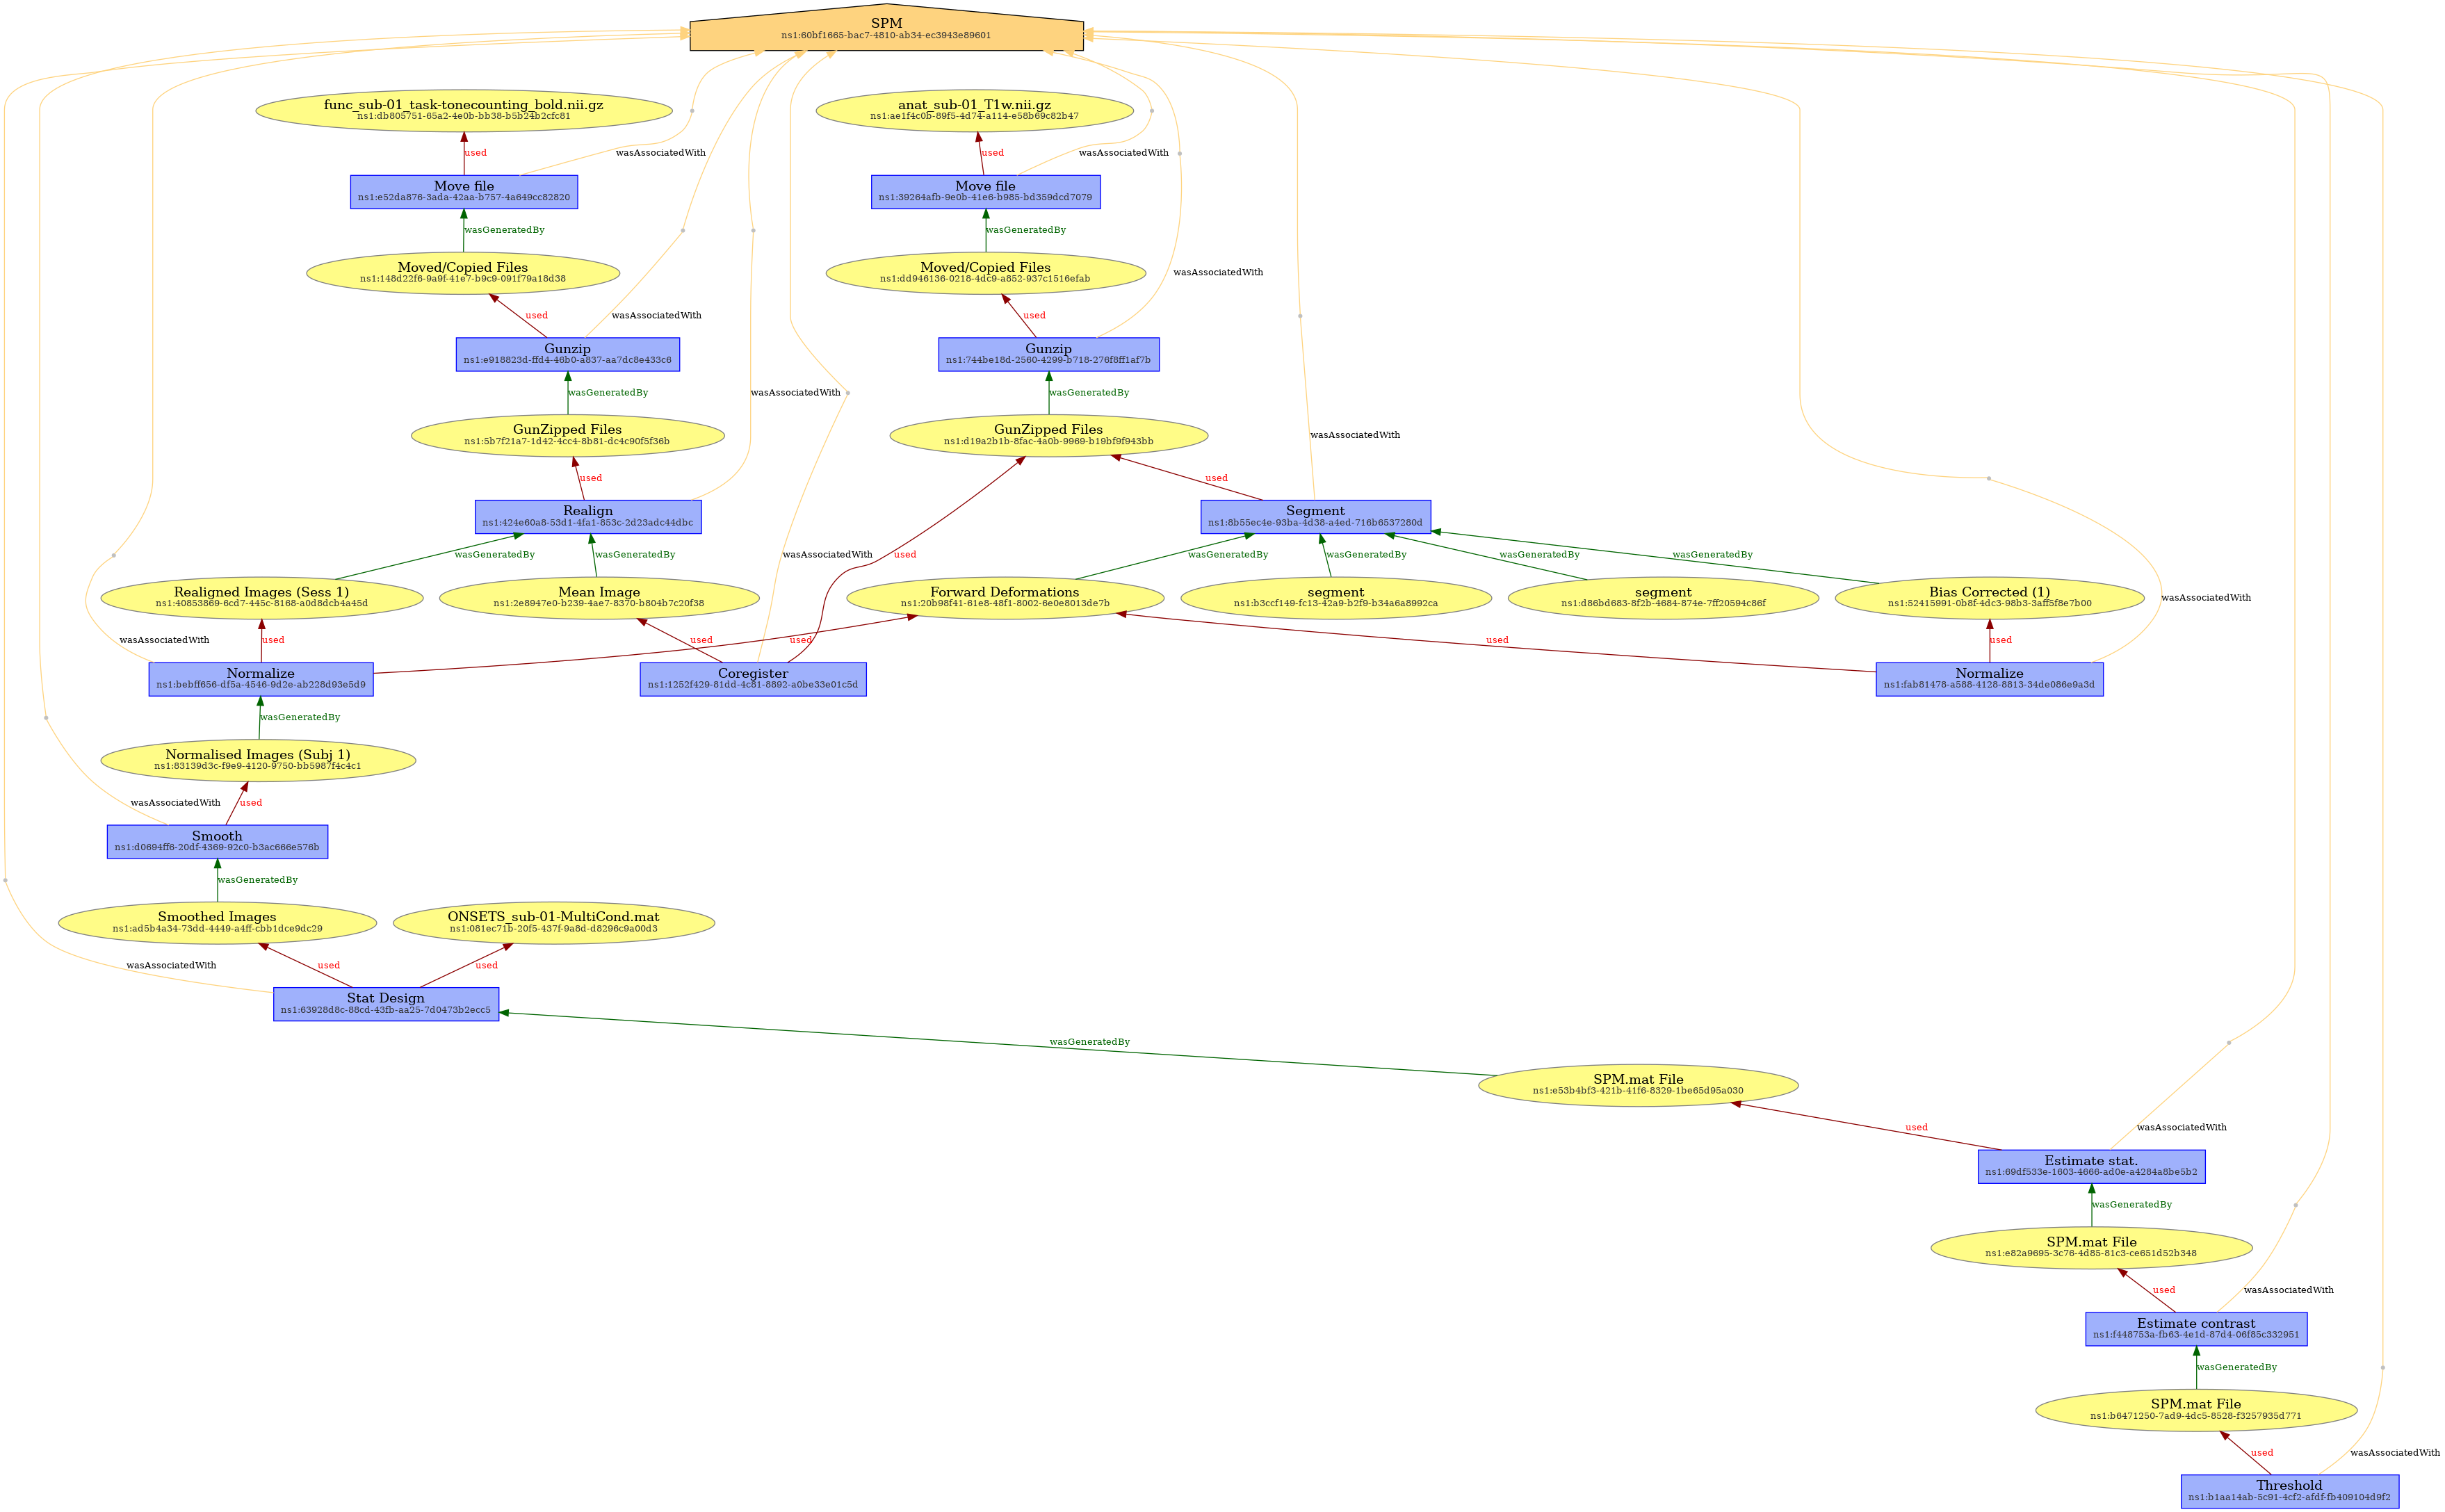 SPM
ns1:60bf1665-bac7-4810-ab34-ec3943e89601
func_sub-01_task-tonecounting_bold.nii.gz
ns1:db805751-65a2-4e0b-bb38-b5b24b2cfc81
anat_sub-01_T1w.nii.gz
ns1:ae1f4c0b-89f5-4d74-a114-e58b69c82b47
used
wasAssociatedWith
used
wasAssociatedWith
Move file
ns1:e52da876-3ada-42aa-b757-4a649cc82820
Move file
ns1:39264afb-9e0b-41e6-b985-bd359dcd7079
wasGeneratedBy
wasGeneratedBy
Moved/Copied Files
ns1:148d22f6-9a9f-41e7-b9c9-091f79a18d38
Moved/Copied Files
ns1:dd946136-0218-4dc9-a852-937c1516efab
wasAssociatedWith
used
wasAssociatedWith
used
Gunzip
ns1:e918823d-ffd4-46b0-a837-aa7dc8e433c6
Gunzip
ns1:744be18d-2560-4299-b718-276f8ff1af7b
wasGeneratedBy
wasAssociatedWith
wasGeneratedBy
GunZipped Files
ns1:5b7f21a7-1d42-4cc4-8b81-dc4c90f5f36b
GunZipped Files
ns1:d19a2b1b-8fac-4a0b-9969-b19bf9f943bb
wasAssociatedWith
used
used
Realign
ns1:424e60a8-53d1-4fa1-853c-2d23adc44dbc
Segment
ns1:8b55ec4e-93ba-4d38-a4ed-716b6537280d
wasGeneratedBy
wasGeneratedBy
wasAssociatedWith
used
wasGeneratedBy
wasGeneratedBy
wasGeneratedBy
wasGeneratedBy
Realigned Images (Sess 1)
ns1:40853869-6cd7-445c-8168-a0d8dcb4a45d
Mean Image
ns1:2e8947e0-b239-4ae7-8370-b804b7c20f38
Forward Deformations
ns1:20b98f41-61e8-48f1-8002-6e0e8013de7b
segment
ns1:b3ccf149-fc13-42a9-b2f9-b34a6a8992ca
segment
ns1:d86bd683-8f2b-4684-874e-7ff20594c86f
Bias Corrected (1)
ns1:52415991-0b8f-4dc3-98b3-3aff5f8e7b00
wasAssociatedWith
wasAssociatedWith
used
used
used
used
used
Normalize
ns1:bebff656-df5a-4546-9d2e-ab228d93e5d9
Coregister
ns1:1252f429-81dd-4c81-8892-a0be33e01c5d
Normalize
ns1:fab81478-a588-4128-8813-34de086e9a3d
wasGeneratedBy
Normalised Images (Subj 1)
ns1:83139d3c-f9e9-4120-9750-bb5987f4c4c1
wasAssociatedWith
used
Smooth
ns1:d0694ff6-20df-4369-92c0-b3ac666e576b
wasGeneratedBy
Smoothed Images
ns1:ad5b4a34-73dd-4449-a4ff-cbb1dce9dc29
ONSETS_sub-01-MultiCond.mat
ns1:081ec71b-20f5-437f-9a8d-d8296c9a00d3
wasAssociatedWith
used
used
Stat Design
ns1:63928d8c-88cd-43fb-aa25-7d0473b2ecc5
wasGeneratedBy
SPM.mat File
ns1:e53b4bf3-421b-41f6-8329-1be65d95a030
used
wasAssociatedWith
Estimate stat.
ns1:69df533e-1603-4666-ad0e-a4284a8be5b2
wasGeneratedBy
SPM.mat File
ns1:e82a9695-3c76-4d85-81c3-ce651d52b348
used
wasAssociatedWith
Estimate contrast
ns1:f448753a-fb63-4e1d-87d4-06f85c332951
wasGeneratedBy
SPM.mat File
ns1:b6471250-7ad9-4dc5-8528-f3257935d771
used
wasAssociatedWith
Threshold
ns1:b1aa14ab-5c91-4cf2-afdf-fb409104d9f2